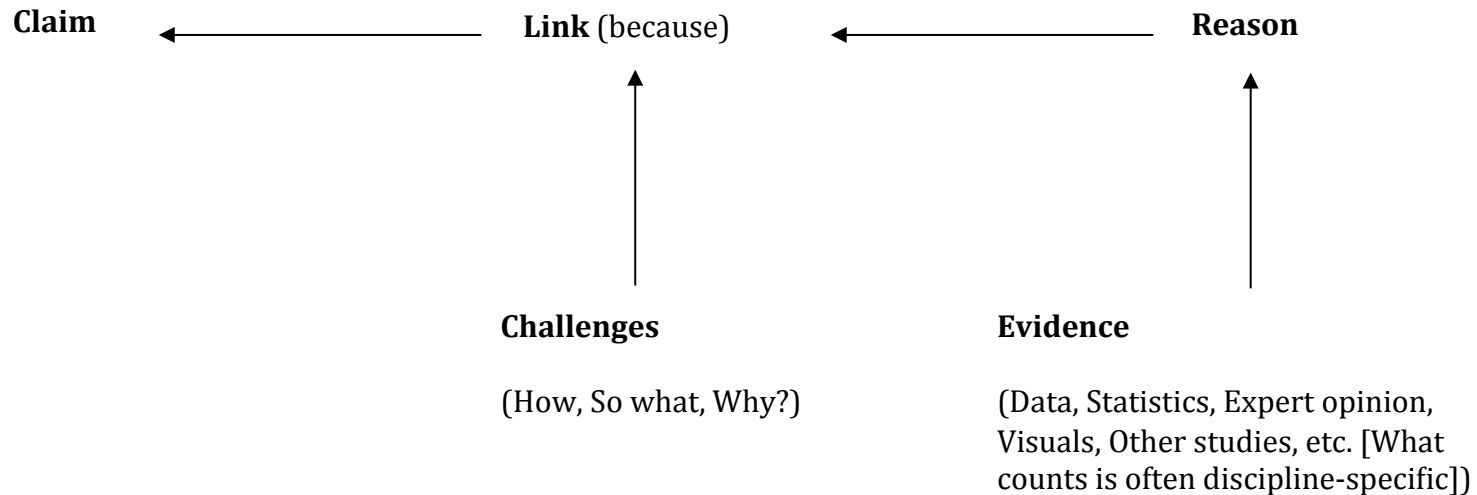 Claim
Link (because)
Reason
Challenges
Evidence
(How, So what, Why?)
(Data, Statistics, Expert opinion,
Visuals, Other studies, etc. [What
counts is often discipline-specific])